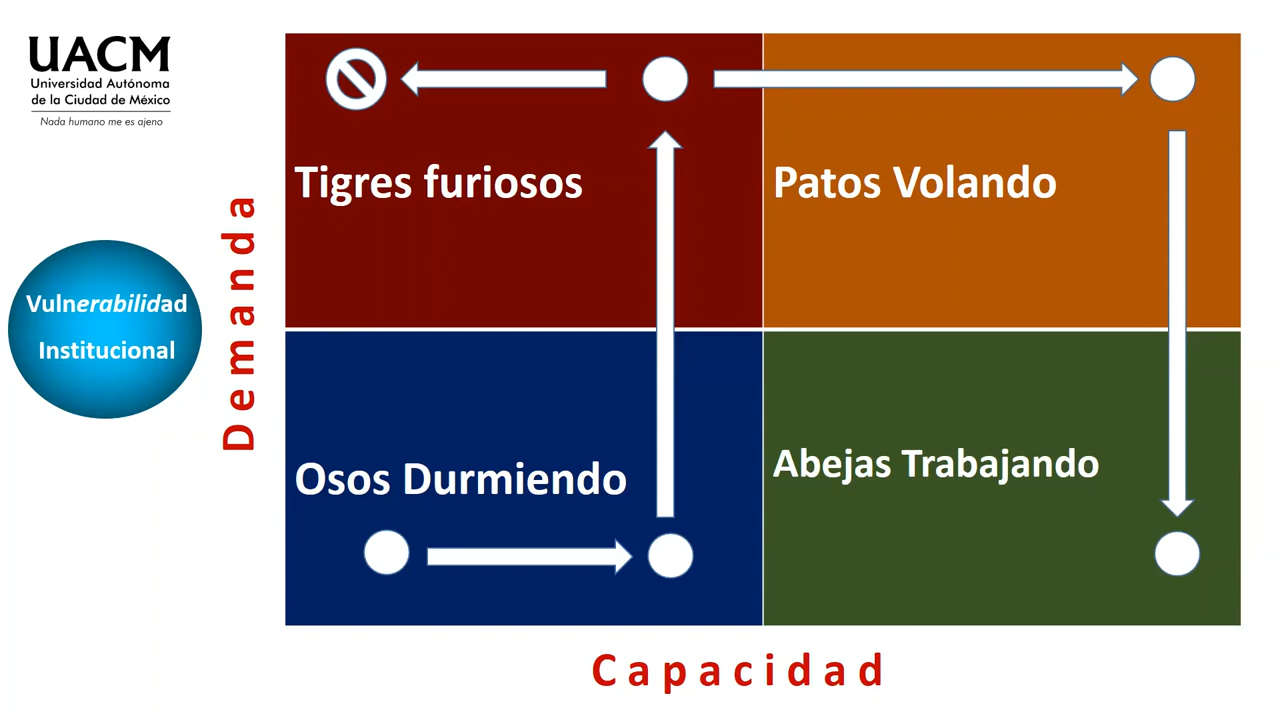 UACM
Universidad Autónoma
de la Ciudad de México
Nada humano me es ajeno
Vulnerabilidad
Institucional
Demanda
Tigres furiosos
Patos Volando
Osos Durmiendo
Abejas Trabajando
Capacidad